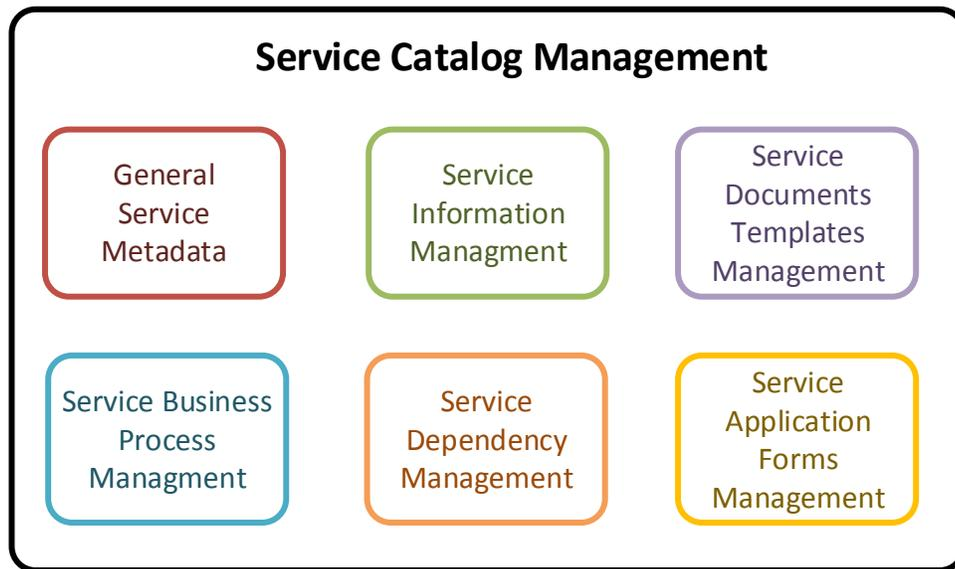 Service Catalog Management
General
Service
Metadata
Service
Information
Managment
Service
Documents
Templates
Management
Service Business
Process
Managment
Service
Dependency
Management
Service
Application
Forms
Management